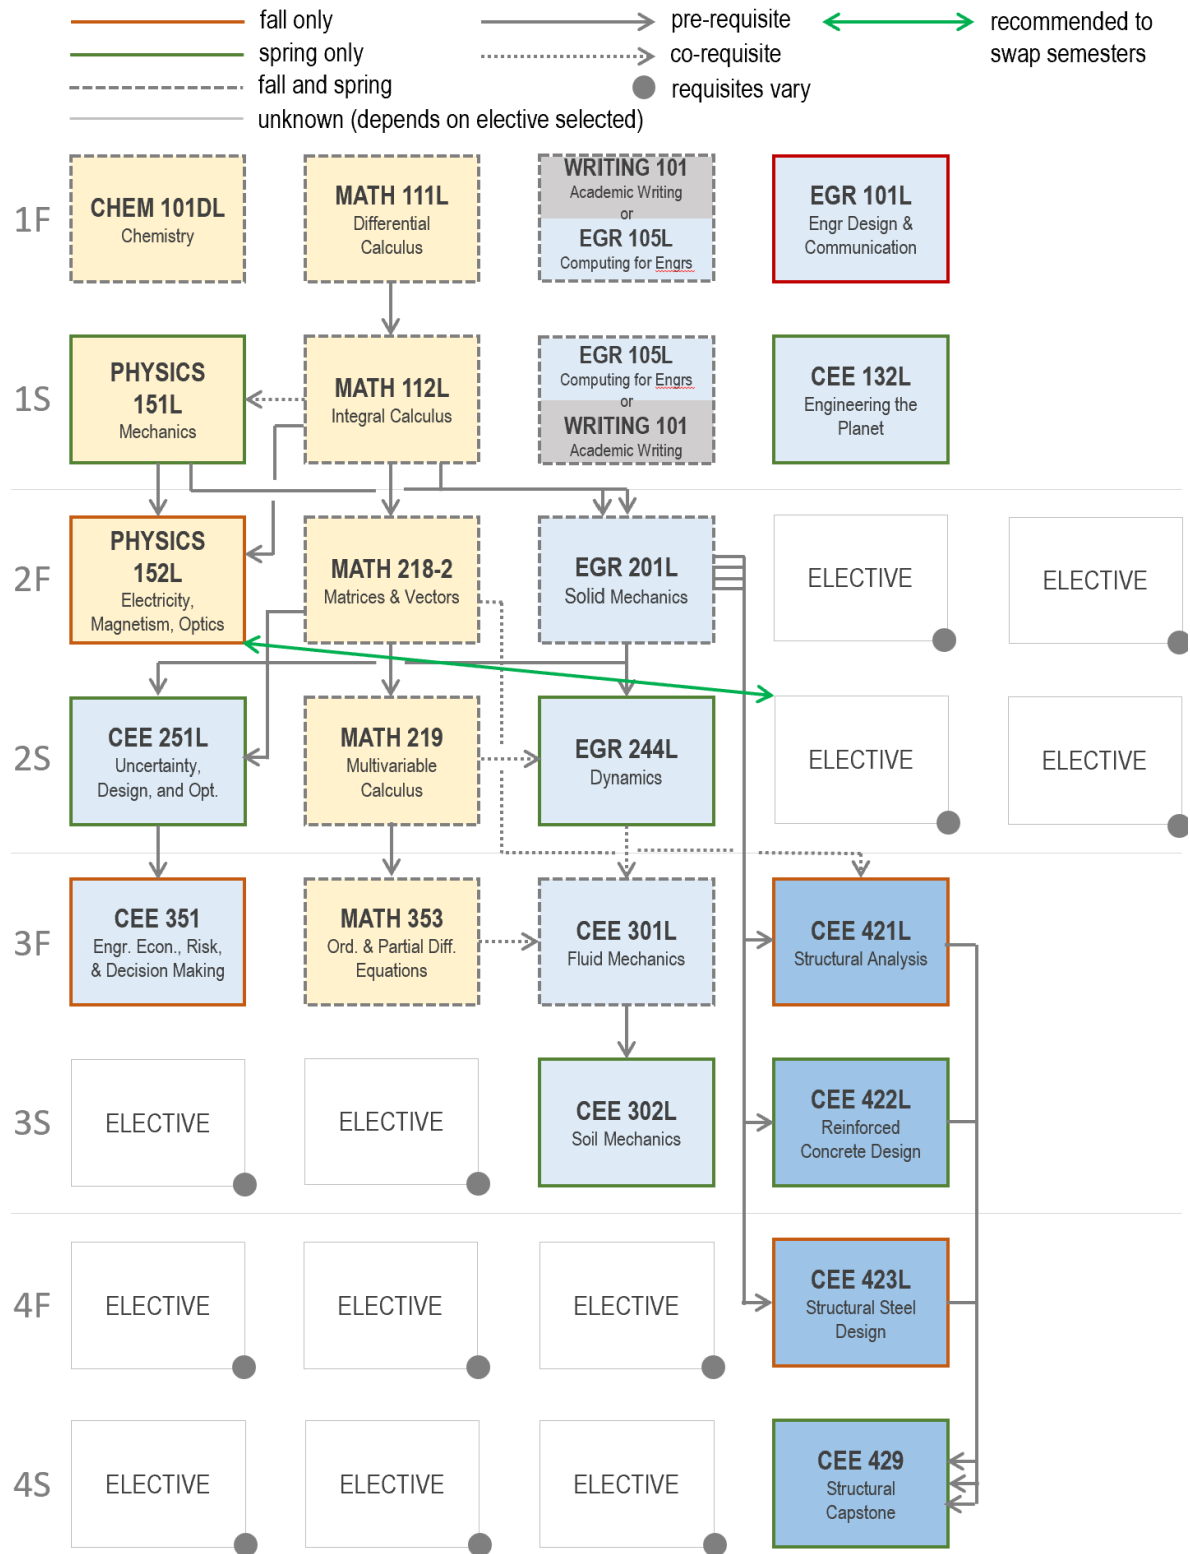 fall only
pre-requisite
recommended to
swap semesters
spring only
co-requisite
fall and spring
requisites vary
unknown (depends on elective selected)
1F
CHEM 101DL
Chemistry
MATH 111L
Differential
Calculus
WRITING 101
Academic Writing
or
EGR 105L
Computing for Engrs
EGR 101L
Engr Design &
Communication
1S
PHYSICS
151L
Mechanics
MATH 112L
Integral Calculus
EGR 105L
Computing for Engrs
or
WRITING 101
Academic Writing
CEE 132L
Engineering the
Planet
2F
PHYSICS
152L
Electricity,
Magnetism, Optics
MATH 218-2
Matrices & Vectors
EGR 201L
Solid Mechanics
ELECTIVE
ELECTIVE
2S
CEE 251L
Uncertainty,
Design, and Opt.
MATH 219
Multivariable
Calculus
EGR 244L
Dynamics
ELECTIVE
ELECTIVE
3F
CEE 351
Engr. Econ., Risk,
& Decision Making
MATH 353
Ord. & Partial Diff.
Equations
CEE 301L
Fluid Mechanics
CEE 421L
Structural Analysis
3S
ELECTIVE
ELECTIVE
CEE 302L
Soil Mechanics
CEE 422L
Reinforced
Concrete Design
4F
ELECTIVE
ELECTIVE
ELECTIVE
CEE 423L
Structural Steel
Design
4S
ELECTIVE
ELECTIVE
ELECTIVE
CEE 429
Structural
Capstone